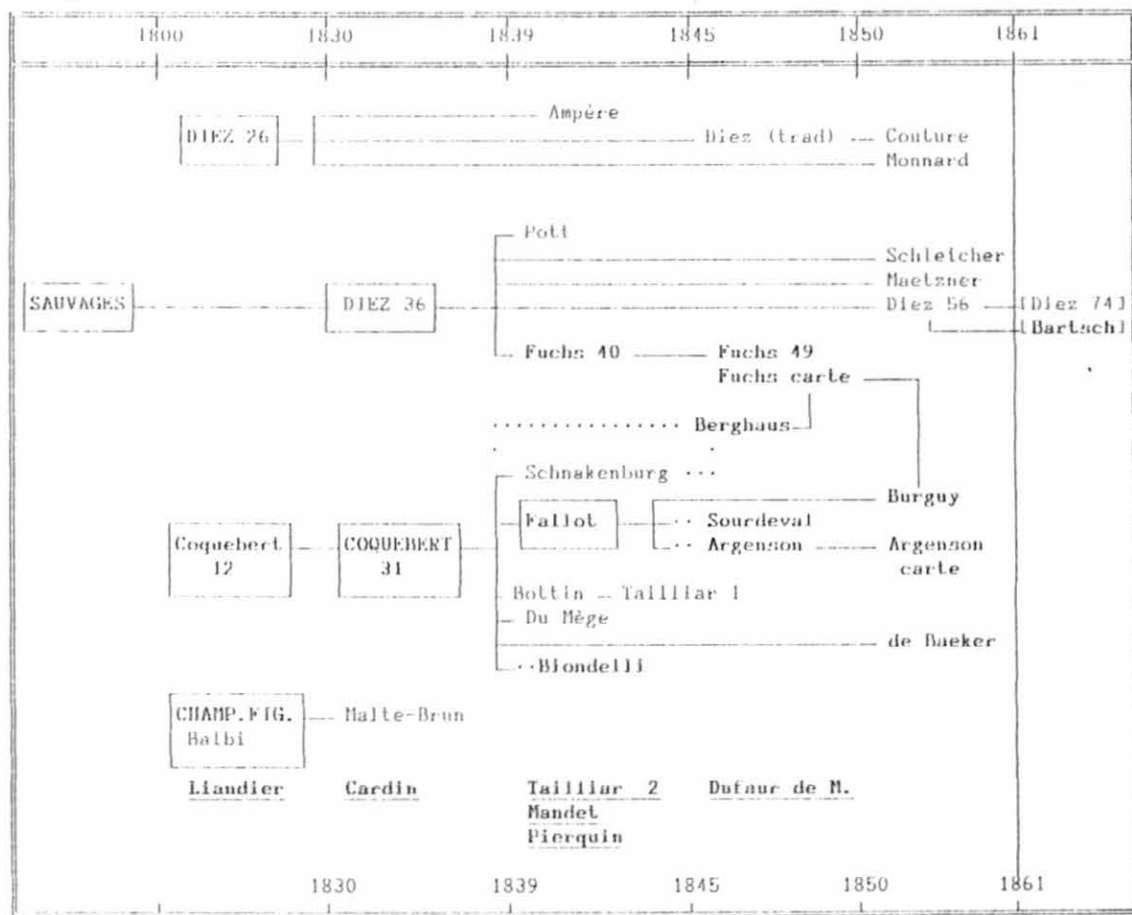 1800 1830 1839 1845 1850 1861
Ampère
DIEZ 26 Diez (trad) Couture
Monnard
Pott
Schleicher
Maetzner
SAUVAGES DIEZ 36 Diez 56 [Diez 74]
[Bartsch]
Fuchs 40 Fuchs 49
Fuchs carte
Berghaus
Schnakenburg
Burguy
Fallot Sourdeval
Coquebert COQUEBERT Argenson Argenson
12 31 carte
Bottin Tailliar 1
Du Mège
de Baeker
Biondelli
CHAMP.FIG. Malte-Brun
Balbi
Liandier Cardin Tailliar 2 Dufaur de M.
Mandet
Pierquin
1830 1839 1845 1850 1861